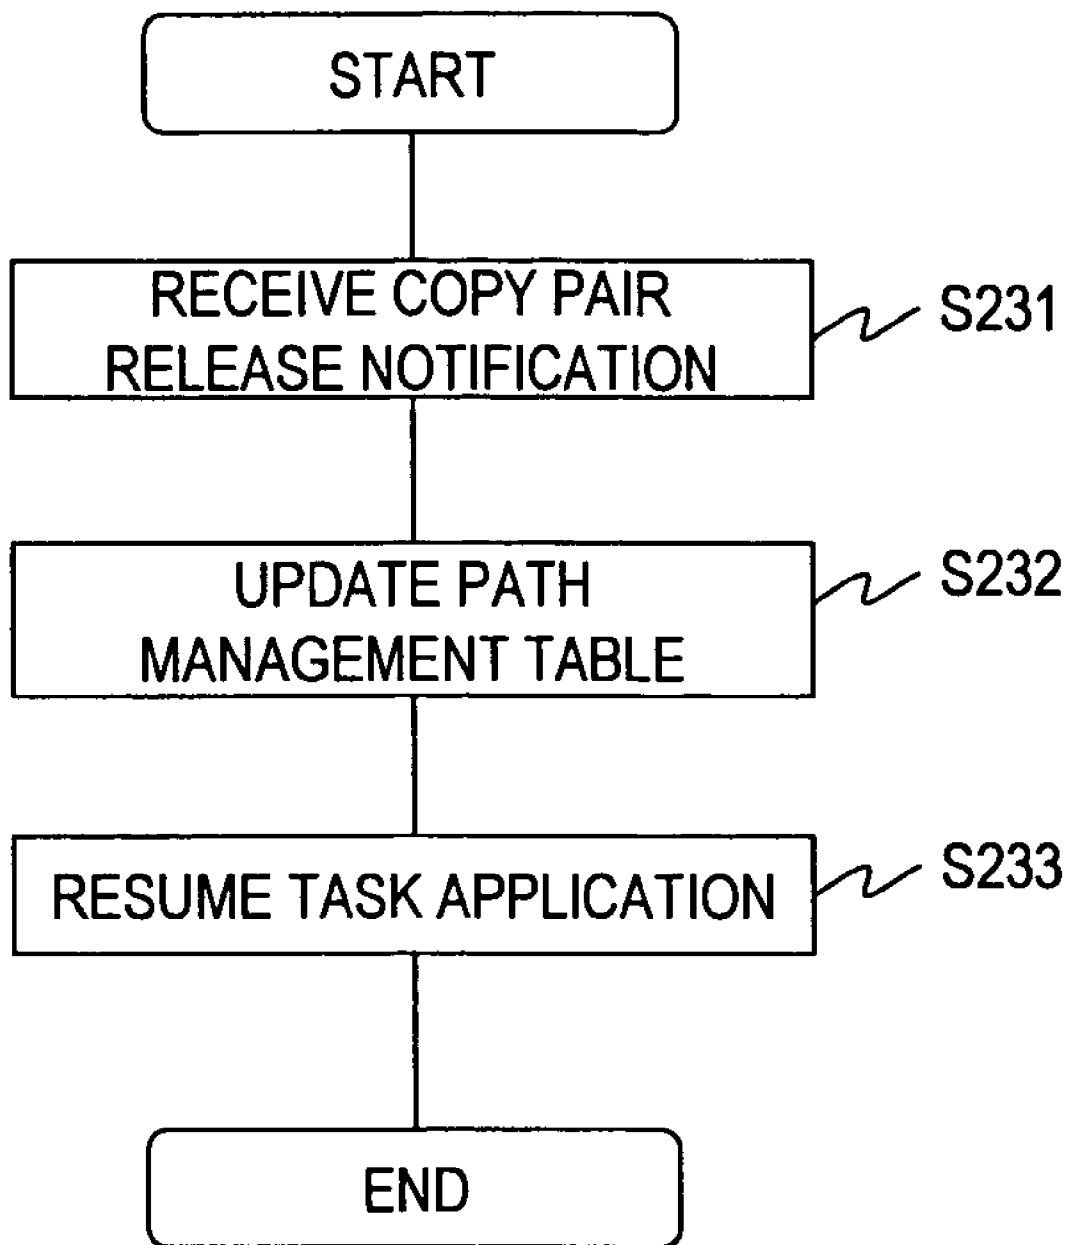 START
RECEIVE COPY PAIR
RELEASE NOTIFICATION
S231
UPDATE PATH
MANAGEMENT TABLE
S232
RESUME TASK APPLICATION
S233
END